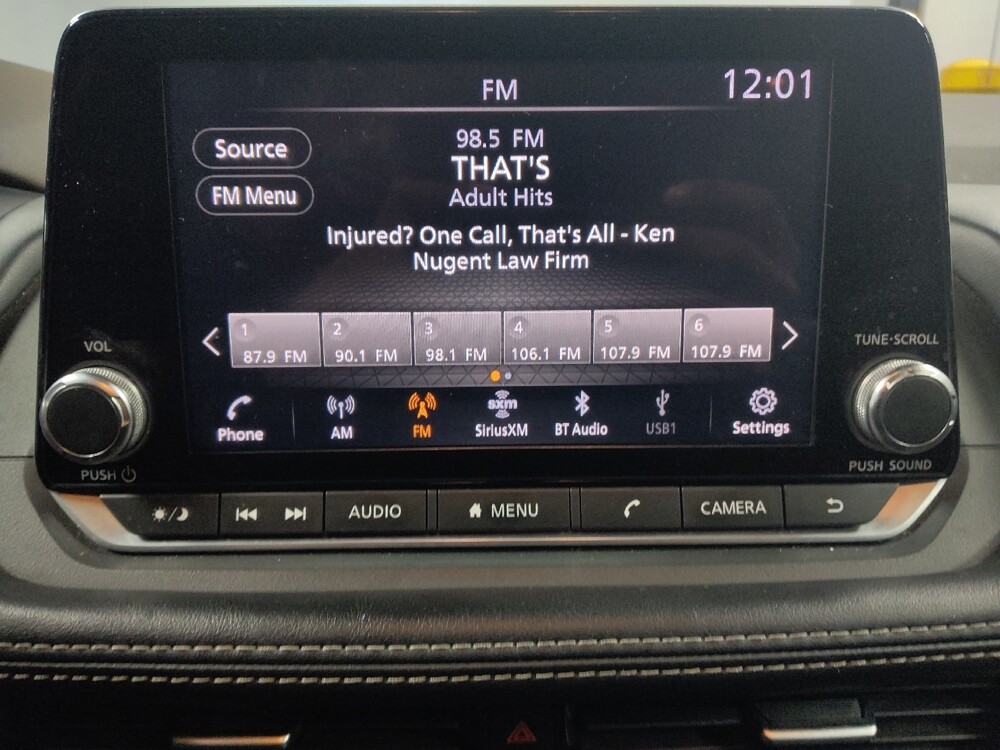 FM 12:01
Source
98.5 FM
THAT'S
FM Menu
Adult Hits
Injured? One Call, That's All - Ken
Nugent Law Firm
1 2 3 4 5 6
87.9 FM 90.1 FM 98.1 FM 106.1 FM 107.9 FM 107.9 FM
VOL
TUNE·SCROLL
sxm
Phone AM FM SiriusXM BT Audio USB1 Settings
PUSH
PUSH SOUND
AUDIO MENU CAMERA